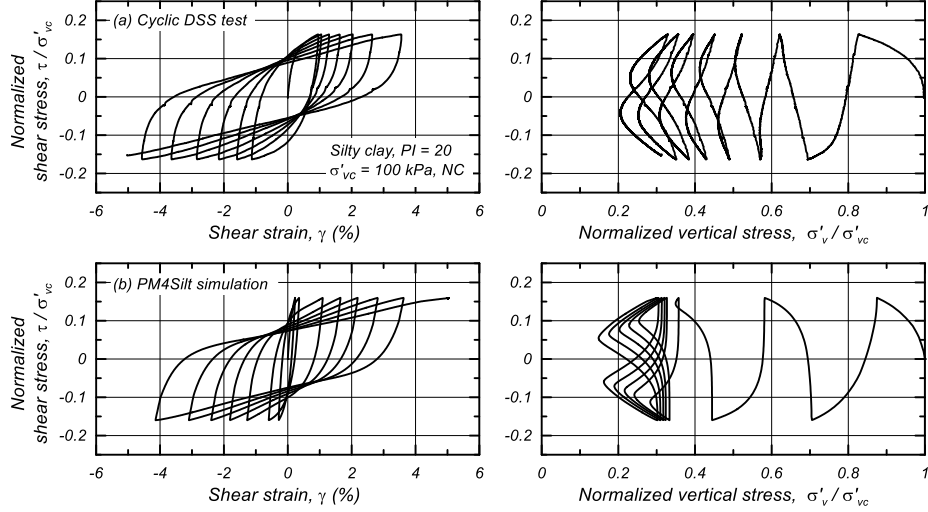 (a) Cyclic DSS test
Silty clay, PI = 20
σ'vc = 100 kPa, NC
Normalized
shear stress, τ / σ'vc
0.2
0.1
0
-0.1
-0.2
-6 -4 -2 0 2 4 6
Shear strain, γ (%)
0.2
0.1
0
-0.1
-0.2
0 0.2 0.4 0.6 0.8 1
Normalized vertical stress, σ'v / σ'vc
(b) PM4Silt simulation
Normalized
shear stress, τ / σ'vc
0.2
0.1
0
-0.1
-0.2
-6 -4 -2 0 2 4 6
Shear strain, γ (%)
0.2
0.1
0
-0.1
-0.2
0 0.2 0.4 0.6 0.8 1
Normalized vertical stress, σ'v / σ'vc